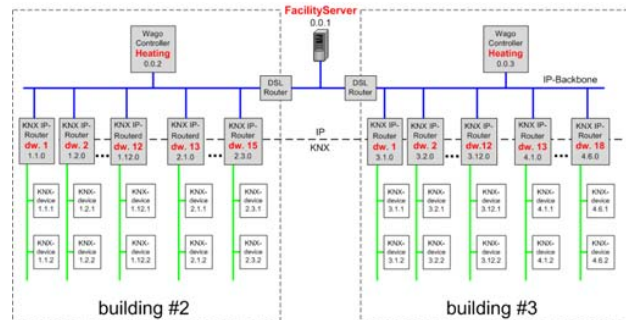 FacilityServer
0.0.1
Wago
Controller
Heating
0.0.2
Wago
Controller
Heating
0.0.3
DSL
Router
DSL
Router
IP-Backbone
KNX IP-
Router
dw. 1
1.1.0
KNX IP-
Router
dw. 2
1.2.0
...
KNX IP-
Routerd
dw. 12
1.12.0
KNX IP-
Routerd
dw. 13
2.1.0
...
KNX IP-
Router
dw. 15
2.3.0
IP
KNX
KNX IP-
Router
dw. 1
3.1.0
KNX IP-
Router
dw. 2
3.2.0
...
KNX IP-
Router
dw.12
3.12.0
KNX IP-
Router
dw. 13
4.1.0
...
KNX IP-
Router
dw. 18
4.6.0
KNX-
device
1.1.1
KNX-
device
1.2.1
KNX-
device
1.12.1
KNX-
device
2.1.1
KNX-
device
2.3.1
KNX-
device
3.1.1
KNX-
device
3.2.1
KNX-
device
3.12.1
KNX-
device
4.1.1
KNX-
device
4.6.1
KNX-
device
1.1.2
KNX-
device
1.2.2
KNX-
device
1.12.2
KNX-
device
2.1.2
KNX-
device
2.3.2
KNX-
device
3.1.2
KNX-
device
3.2.2
KNX-
device
3.12.2
KNX-
device
4.1.2
KNX-
device
4.6.2
building #2
building #3